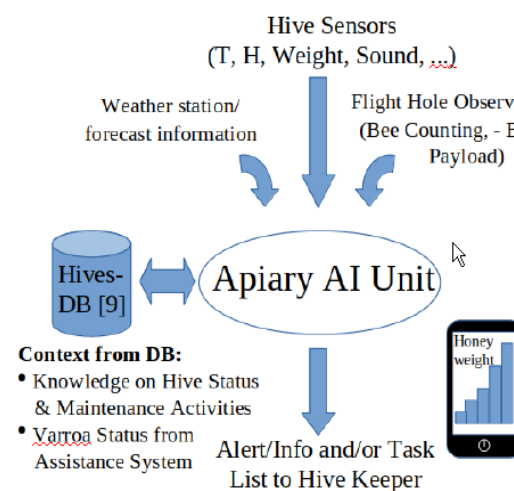 Hive Sensors
(T, H, Weight, Sound, ...)
Weather station/
forecast information
Flight Hole Observ
(Bee Counting, -
Payload)
Hives-
DB [9]
Apiary AI Unit
Context from DB:
• Knowledge on Hive Status
& Maintenance Activities
• Varroa Status from
Assistance System
Honey
weight
Alert/Info and/or Task
List to Hive Keeper